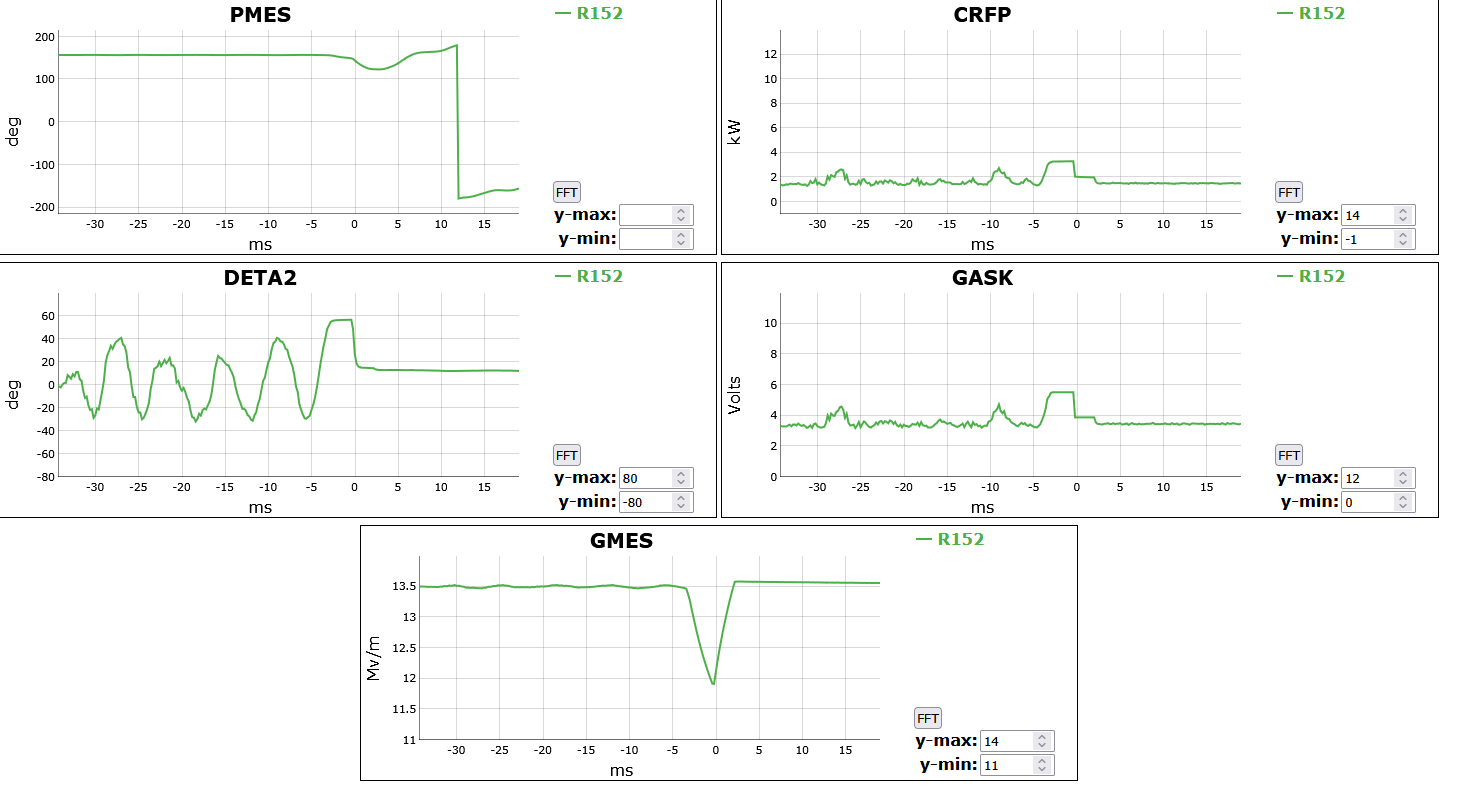 PMES
R152
200
100
0
-100
-200
deg
-30 -25 -20 -15 -10 -5 0 5 10 15
ms
FFT
y-max:
y-min:
CRFP
R152
12
10
8
6
4
2
0
kW
-30 -25 -20 -15 -10 -5 0 5 10 15
ms
FFT
y-max: 14
y-min: -1
DETA2
R152
60
40
20
0
-20
-40
-60
-80
deg
-30 -25 -20 -15 -10 -5 0 5 10 15
ms
FFT
y-max: 80
y-min: -80
GASK
R152
10
8
6
4
2
0
Volts
-30 -25 -20 -15 -10 -5 0 5 10 15
ms
FFT
y-max: 12
y-min: 0
GMES
R152
13.5
13
12.5
12
11.5
11
Mv/m
-30 -25 -20 -15 -10 -5 0 5 10 15
ms
FFT
y-max: 14
y-min: 11